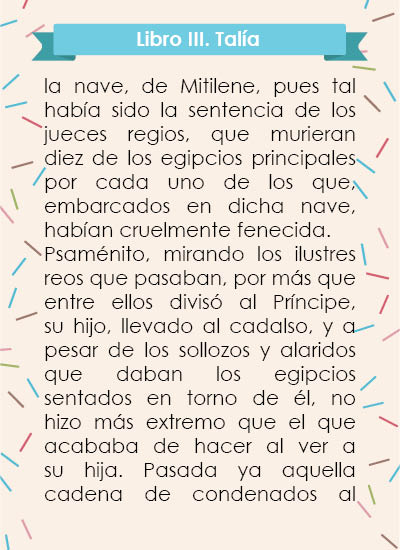 Libro III. Talía
la nave, de Mitilene, pues tal
había sido la sentencia de los
jueces regios, que murieran
diez de los egipcios principales
por cada uno de los que,
embarcados en dicha nave,
habían cruelmente fenecida.
Psaménito, mirando los ilustres
reos que pasaban, por más que
entre ellos divisó al Príncipe,
su hijo, llevado al cadalso, y a
pesar de los sollozos y alaridos
que daban los egipcios
sentados en torno de él, no
hizo más extremo que el que
acababa de hacer al ver a
su hija. Pasada ya aquella
cadena de condenados al